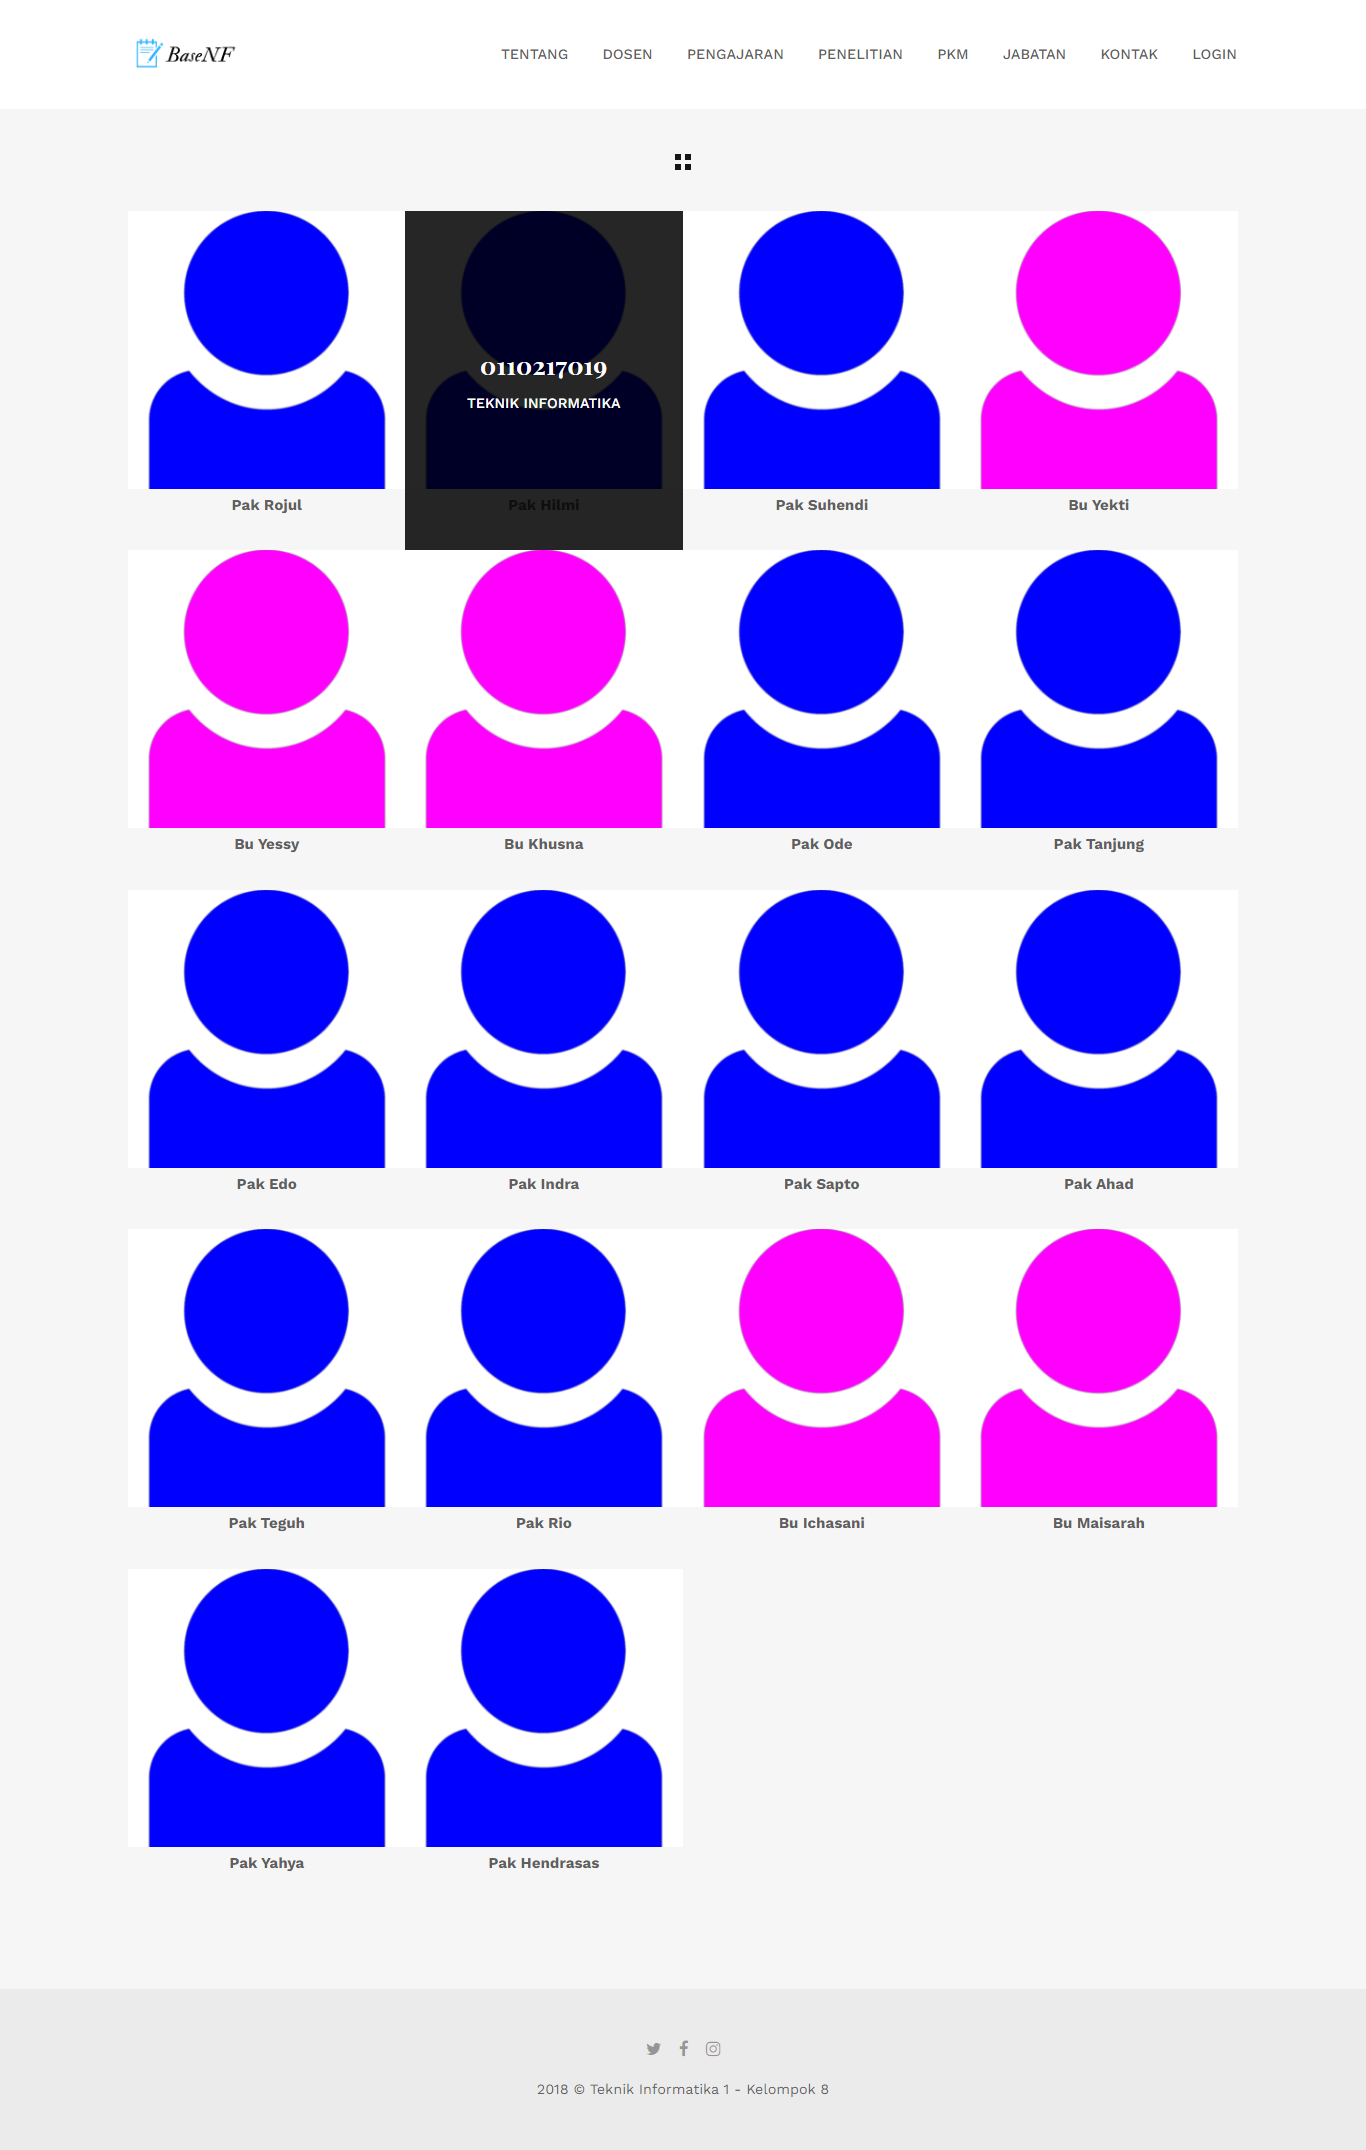 BaseNF
TENTANG DOSEN PENGAJARAN PENELITIAN PKM JABATAN KONTAK LOGIN
0110217019
TEKNIK INFORMATIKA
Pak Rojul Pak Hilmi Pak Suhendi Bu Yekti
Bu Yessy Bu Khusna Pak Ode Pak Tanjung
Pak Edo Pak Indra Pak Sapto Pak Ahad
Pak Teguh Pak Rio Bu Ichasani Bu Maisarah
Pak Yahya Pak Hendrasas
2018 © Teknik Informatika 1 - Kelompok 8